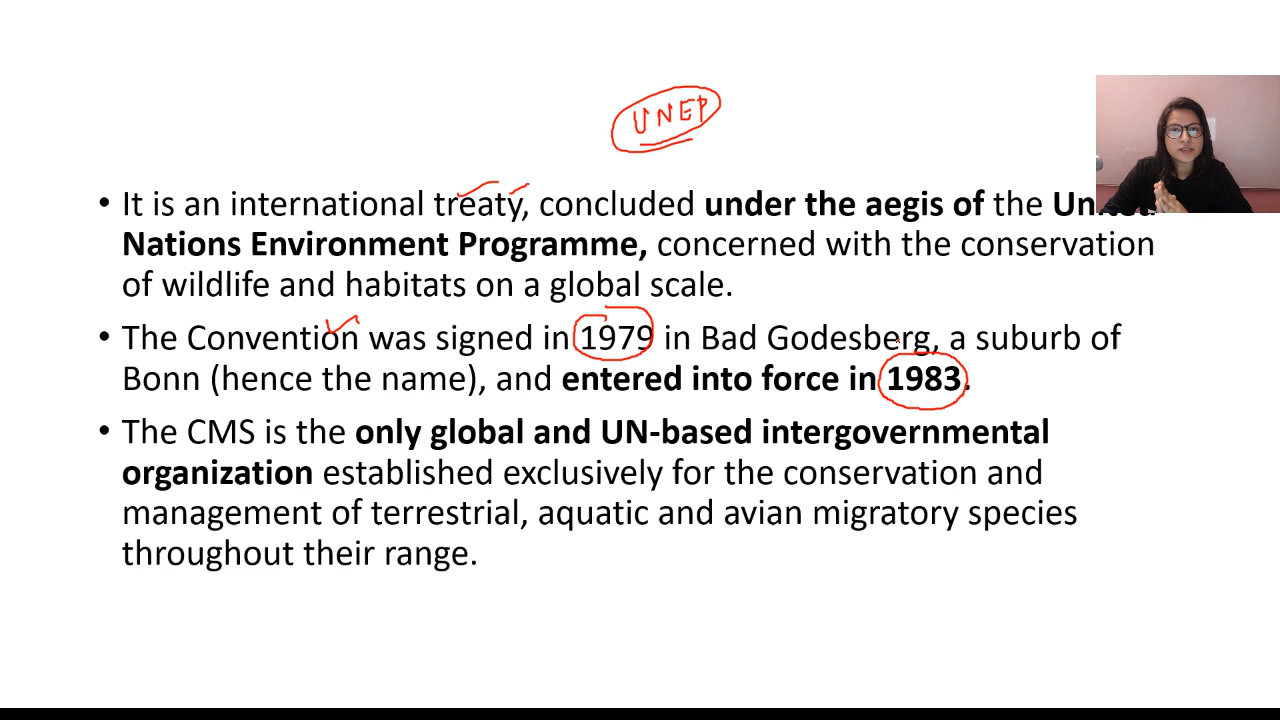 UNEP
• It is an international treaty, concluded under the aegis of the United
Nations Environment Programme, concerned with the conservation
of wildlife and habitats on a global scale.
• The Convention was signed in 1979 in Bad Godesberg, a suburb of
Bonn (hence the name), and entered into force in 1983.
• The CMS is the only global and UN-based intergovernmental
organization established exclusively for the conservation and
management of terrestrial, aquatic and avian migratory species
throughout their range.